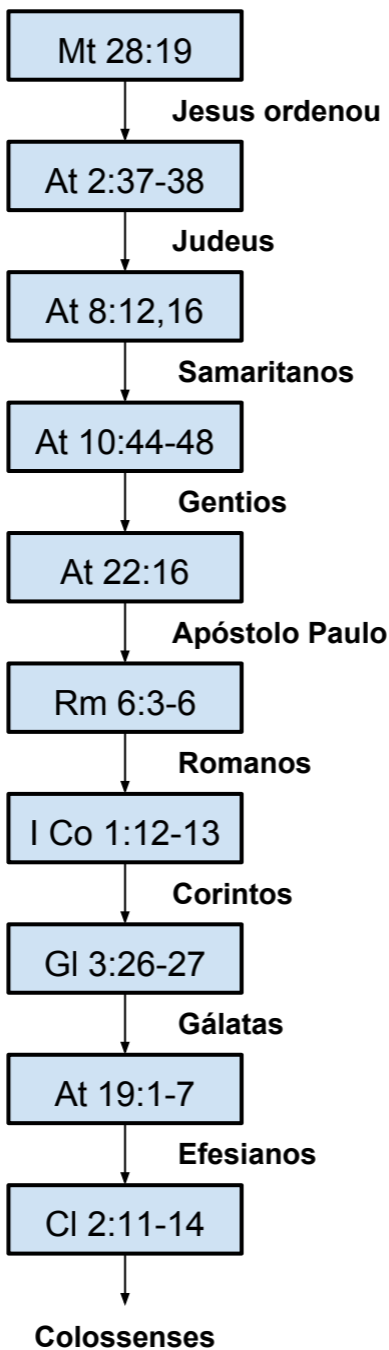 Mt 28:19
Jesus ordenou
At 2:37-38
Judeus
At 8:12,16
Samaritanos
At 10:44-48
Gentios
At 22:16
Apóstolo Paulo
Rm 6:3-6
Romanos
I Co 1:12-13
Corintos
Gl 3:26-27
Gálatas
At 19:1-7
Efesianos
Cl 2:11-14
Colossenses